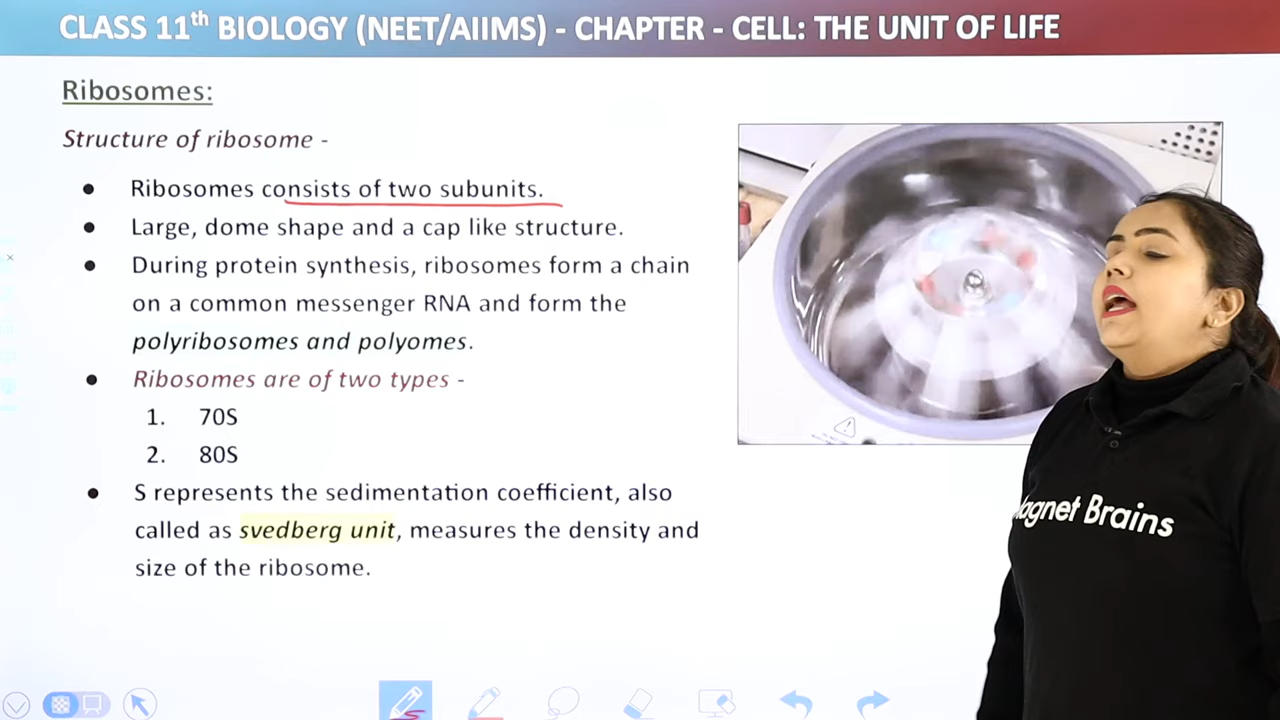 CLASS 11th BIOLOGY (NEET/AIIMS) - CHAPTER - CELL: THE UNIT OF LIFE
Ribosomes:
Structure of ribosome -
● Ribosomes consists of two subunits.
● Large, dome shape and a cap like structure.
● During protein synthesis, ribosomes form a chain
on a common messenger RNA and form the
polyribosomes and polyomes.
● Ribosomes are of two types -
1. 70S
2. 80S
● S represents the sedimentation coefficient, also
called as svedberg unit, measures the density and
size of the ribosome.
Magnet Brains